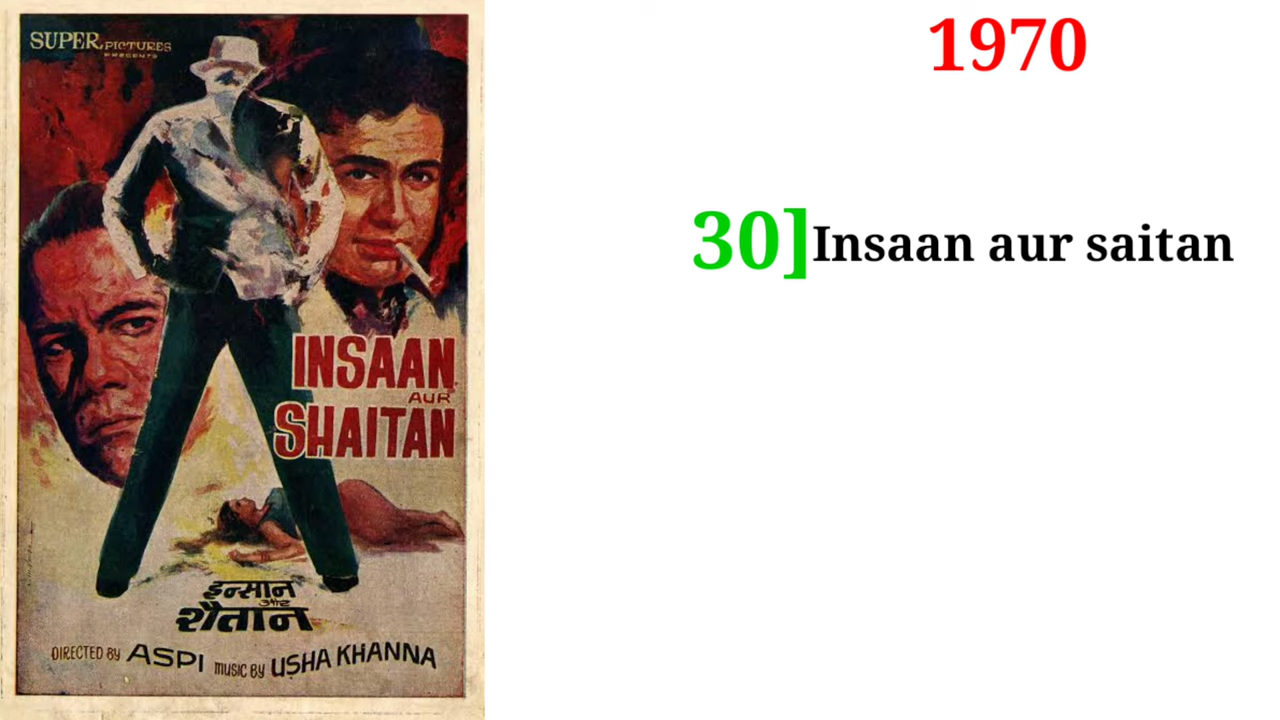 SUPER PICTURES
PRESENTS
INSAAN
AUR
SHAITAN
इन्सान
और
शैतान
DIRECTED BY ASPI MUSIC BY USHA KHANNA
1970
30]Insaan aur saitan